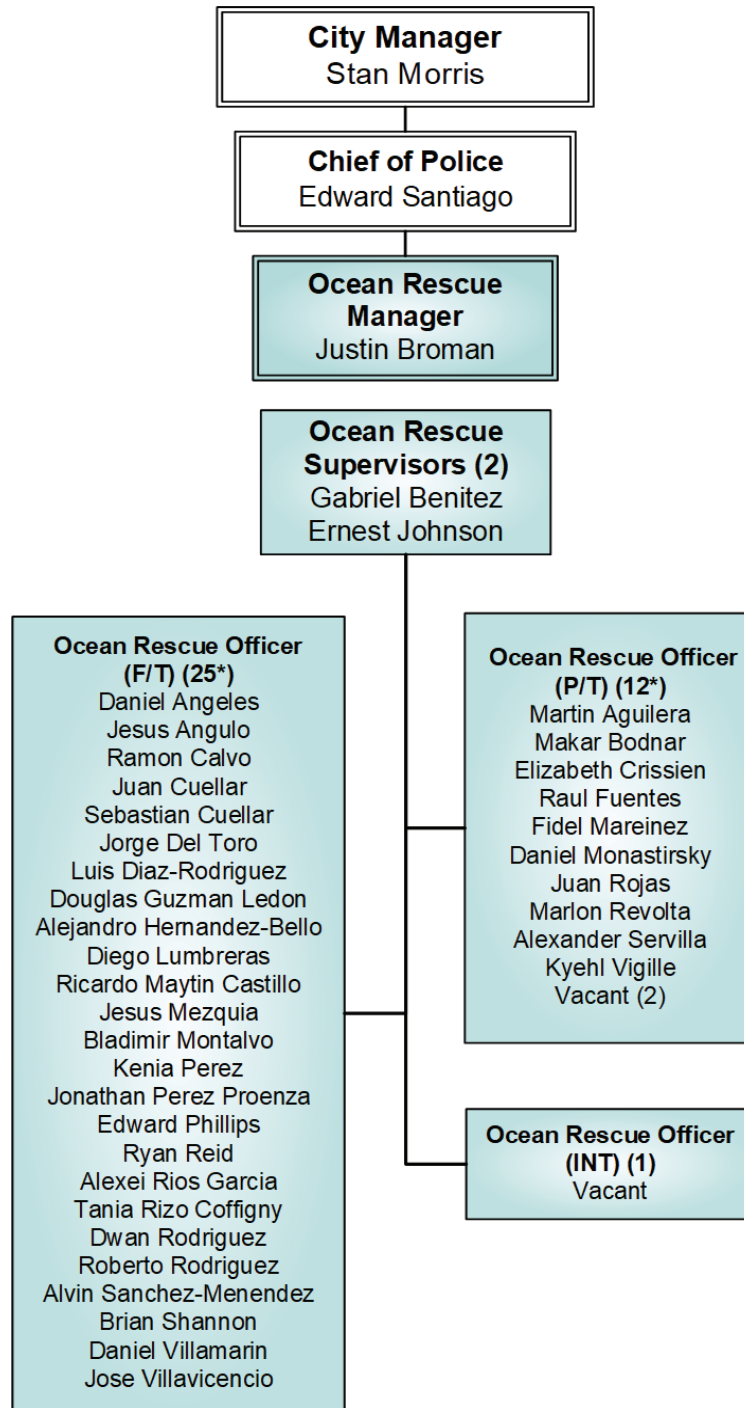 City Manager
Stan Morris
Chief of Police
Edward Santiago
Ocean Rescue
Manager
Justin Broman
Ocean Rescue
Supervisors (2)
Gabriel Benitez
Ernest Johnson
Ocean Rescue Officer
(F/T) (25*)
Daniel Angeles
Jesus Angulo
Ramon Calvo
Juan Cuellar
Sebastian Cuellar
Jorge Del Toro
Luis Diaz-Rodriguez
Douglas Guzman Ledon
Alejandro Hernandez-Bello
Diego Lumbreras
Ricardo Maytin Castillo
Jesus Mezquia
Bladimir Montalvo
Kenia Perez
Jonathan Perez Proenza
Edward Phillips
Ryan Reid
Alexei Rios Garcia
Tania Rizo Coffigny
Dwan Rodriguez
Roberto Rodriguez
Alvin Sanchez-Menendez
Brian Shannon
Daniel Villamarin
Jose Villavicencio
Ocean Rescue Officer
(P/T) (12*)
Martin Aguilera
Makar Bodnar
Elizabeth Crissien
Raul Fuentes
Fidel Mareinez
Daniel Monastirsky
Juan Rojas
Marlon Revolta
Alexander Servilla
Kyehl Vigille
Vacant (2)
Ocean Rescue Officer
(INT) (1)
Vacant